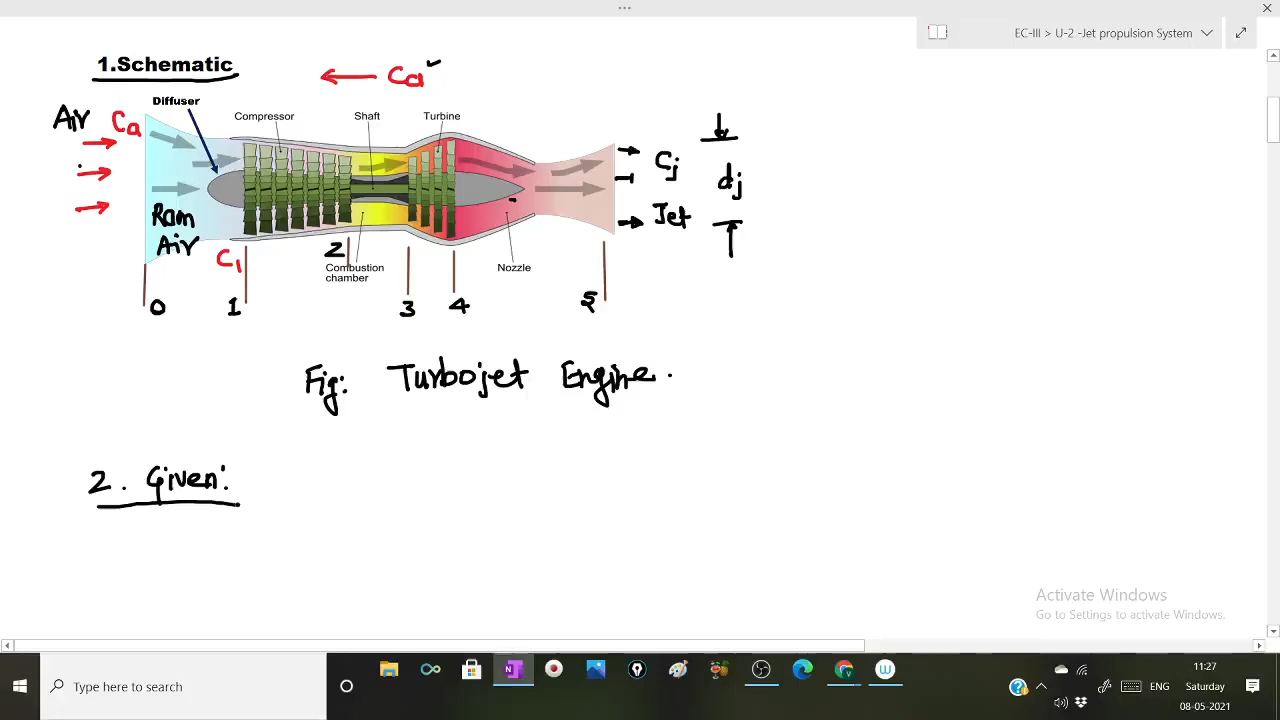 EC-III > U-2 -Jet propulsion System
1.Schematic
Ca
Diffuser
Air
Ca
Compressor
Shaft
Turbine
Cj
dj
Jet
Ram
Air
C1
2
Combustion
chamber
Nozzle
0
1
3
4
5
Fig: Turbojet Engine.
2. Given:
Activate Windows
Go to Settings to activate Windows.
Type here to search
N
W
ENG
11:27
Saturday
08-05-2021